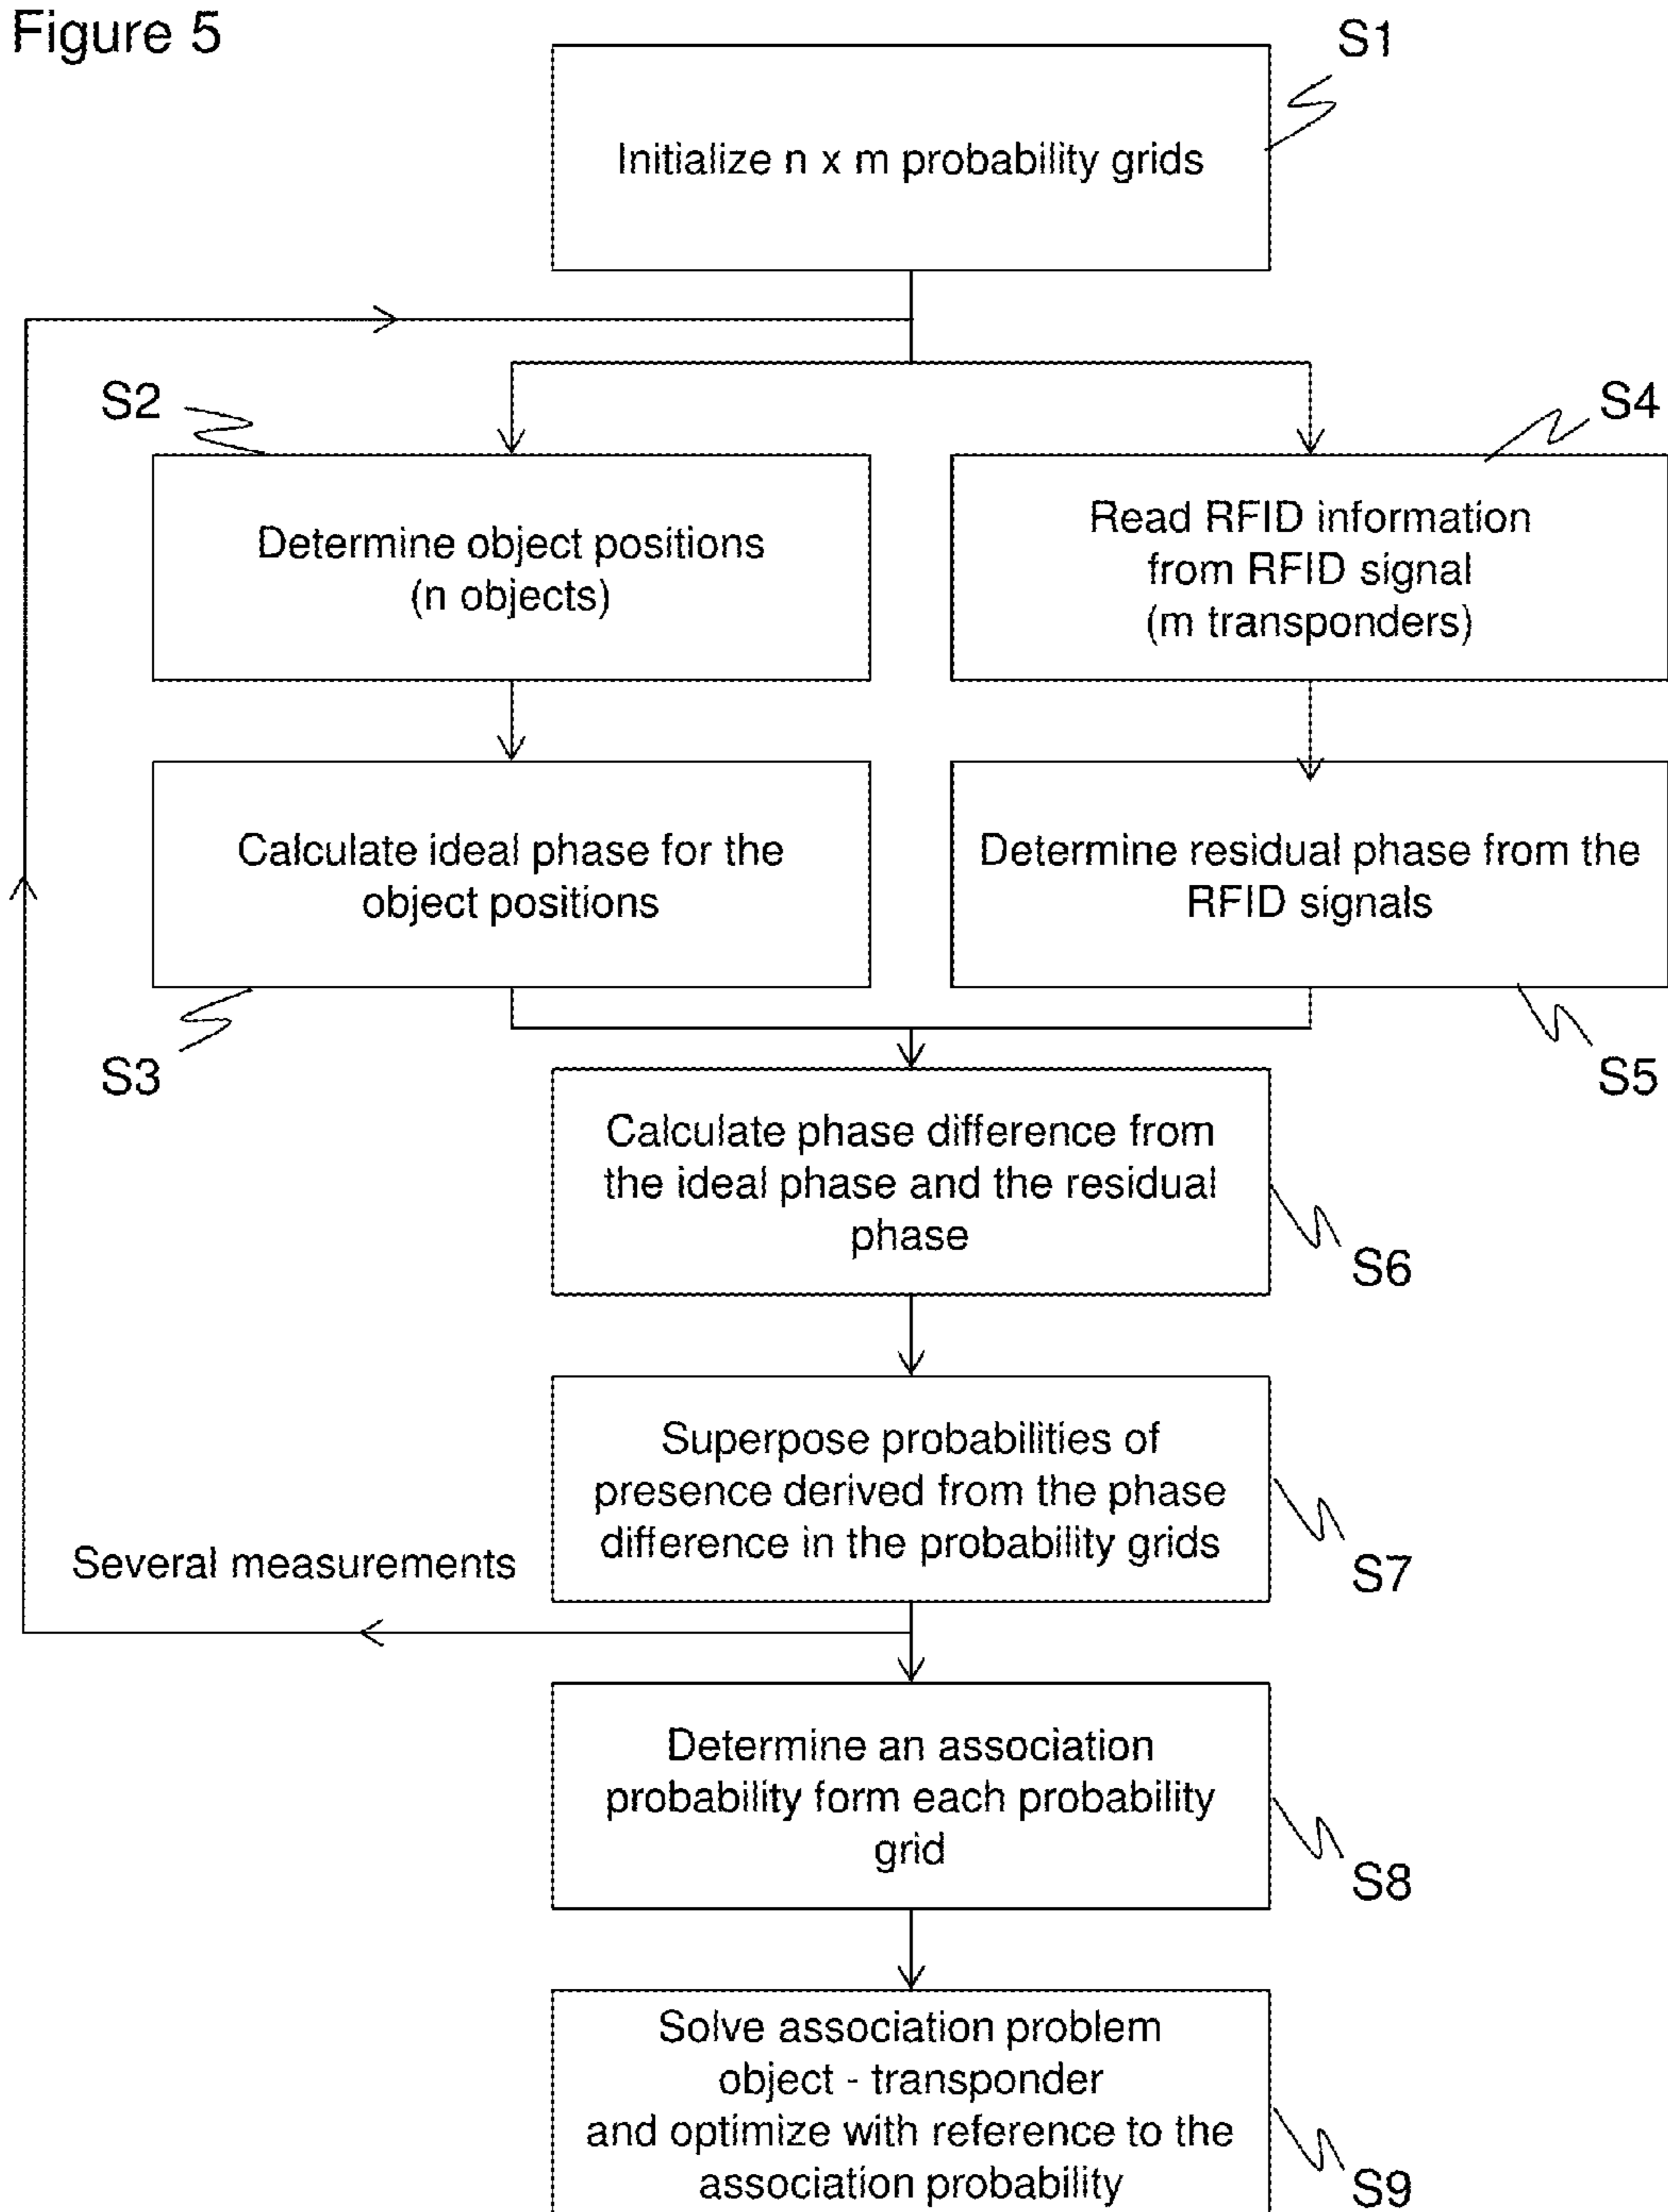 Figure 5
S1
Initialize n x m probability grids
S2
S4
Determine object positions
(n objects)
Read RFID information
from RFID signal
(m transponders)
Calculate ideal phase for the
object positions
Determine residual phase from the
RFID signals
S3
S5
Calculate phase difference from
the ideal phase and the residual
phase
S6
Superpose probabilities of
presence derived from the phase
difference in the probability grids
Several measurements
S7
Determine an association
probability form each probability
grid
S8
Solve association problem
object - transponder
and optimize with reference to the
association probability
S9